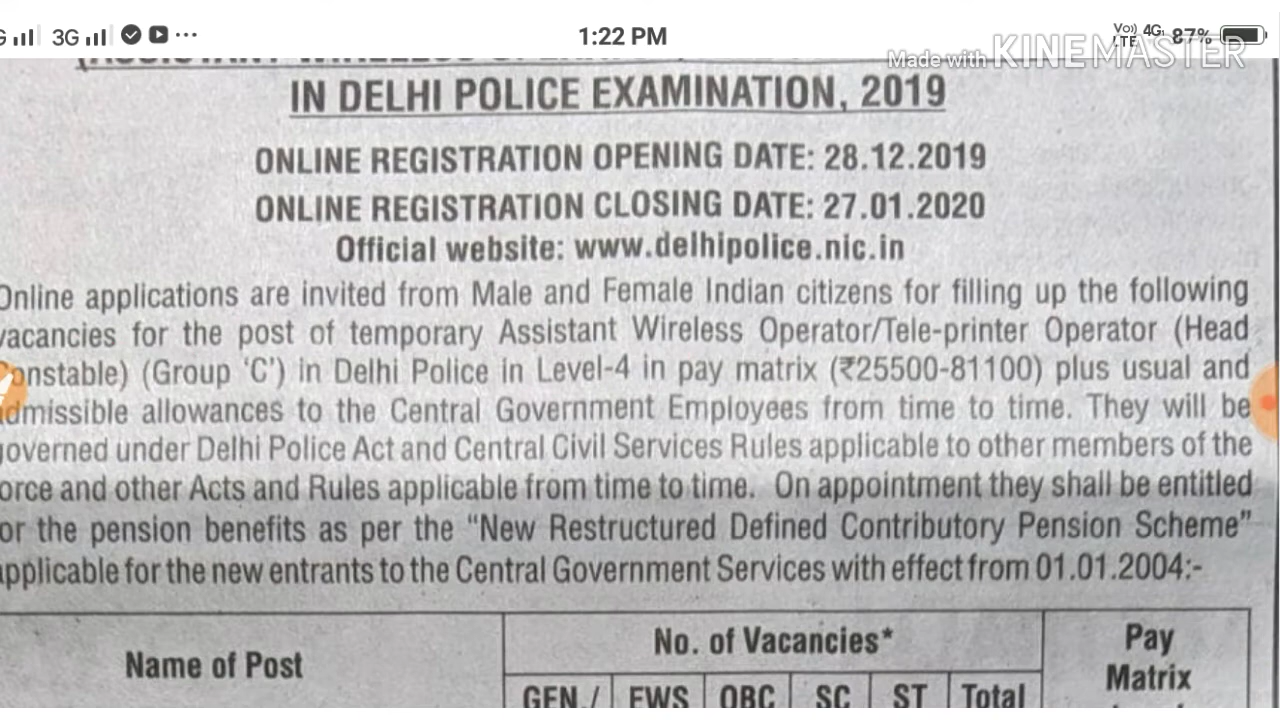 G 3G ... 1:22 PM Vo)) LTE 4G 87%
Made with KINEMASTER
IN DELHI POLICE EXAMINATION, 2019
ONLINE REGISTRATION OPENING DATE: 28.12.2019
ONLINE REGISTRATION CLOSING DATE: 27.01.2020
Official website: www.delhipolice.nic.in
Online applications are invited from Male and Female Indian citizens for filling up the following
vacancies for the post of temporary Assistant Wireless Operator/Tele-printer Operator (Head
onstable) (Group ‘C’) in Delhi Police in Level-4 in pay matrix (₹25500-81100) plus usual and
admissible allowances to the Central Government Employees from time to time. They will be
governed under Delhi Police Act and Central Civil Services Rules applicable to other members of the
orce and other Acts and Rules applicable from time to time. On appointment they shall be entitled
or the pension benefits as per the “New Restructured Defined Contributory Pension Scheme”
applicable for the new entrants to the Central Government Services with effect from 01.01.2004:-
Name of Post
No. of Vacancies*
Pay
Matrix
GEN./ EWS OBC SC ST Total